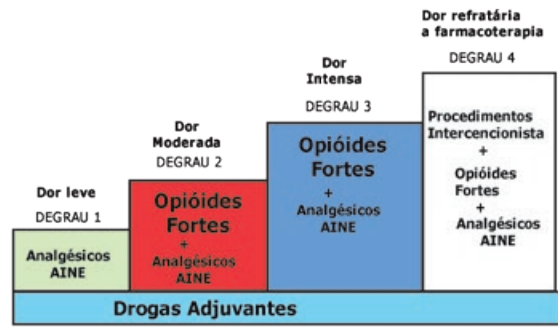 Dor leve
DEGRAU 1
Analgésicos
AINE
Dor
Moderada
DEGRAU 2
Opióides
Fortes
+
Analgésicos
AINE
Dor
Intensa
DEGRAU 3
Opióides
Fortes
+
Analgésicos
AINE
Dor refratária
a farmacoterapia
DEGRAU 4
Procedimentos
Intercencionista
+
Opióides
Fortes
+
Analgésicos
AINE
Drogas Adjuvantes